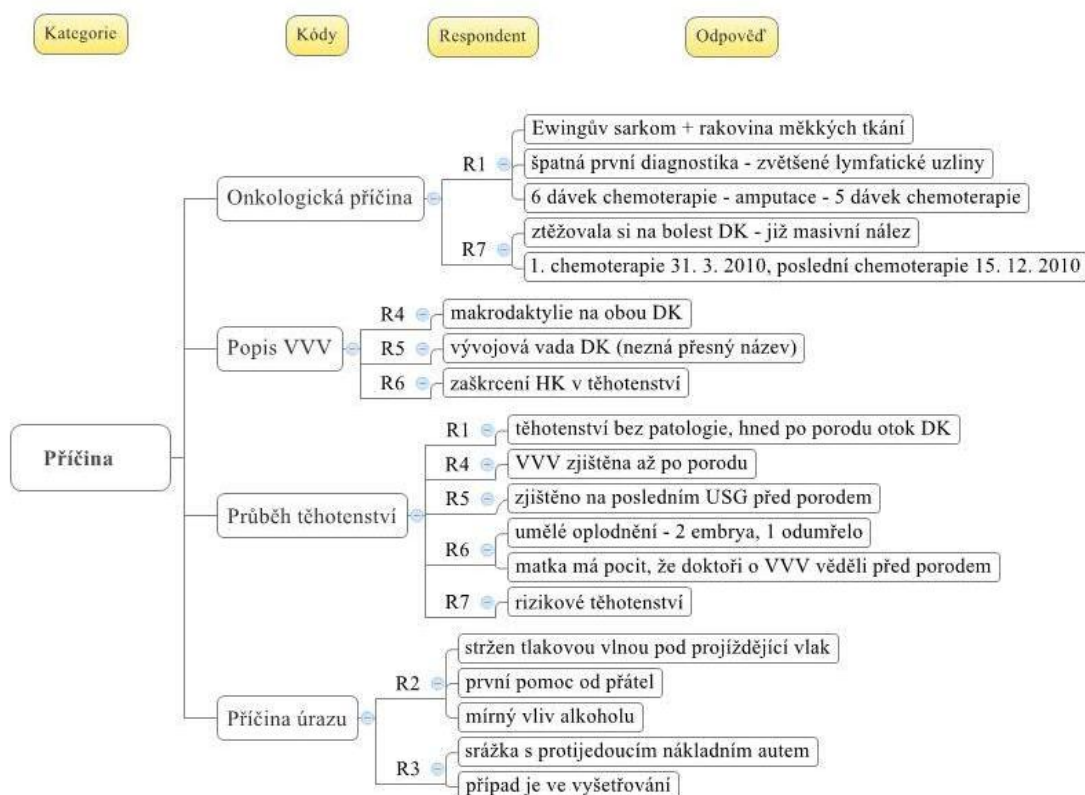 Kategorie
Kódy
Respondent
Odpověď
Příčina
Onkologická příčina
R1
Ewingův sarkom + rakovina měkkých tkání
špatná první diagnostika - zvětšené lymfatické uzliny
6 dávek chemoterapie - amputace - 5 dávek chemoterapie
R7
ztěžovala si na bolest DK - již masivní nález
1. chemoterapie 31. 3. 2010, poslední chemoterapie 15. 12. 2010
Popis VVV
R4
makrodaktylie na obou DK
R5
vývojová vada DK (nezná přesný název)
R6
zaškrcení HK v těhotenství
Průběh těhotenství
R1
těhotenství bez patologie, hned po porodu otok DK
R4
VVV zjištěna až po porodu
R5
zjištěno na posledním USG před porodem
R6
umělé oplodnění - 2 embrya, 1 odumřelo
matka má pocit, že doktoři o VVV věděli před porodem
R7
rizikové těhotenství
Příčina úrazu
R2
stržen tlakovou vlnou pod projíždějící vlak
první pomoc od přátel
mírný vliv alkoholu
R3
srážka s protijedoucím nákladním autem
případ je ve vyšetřování